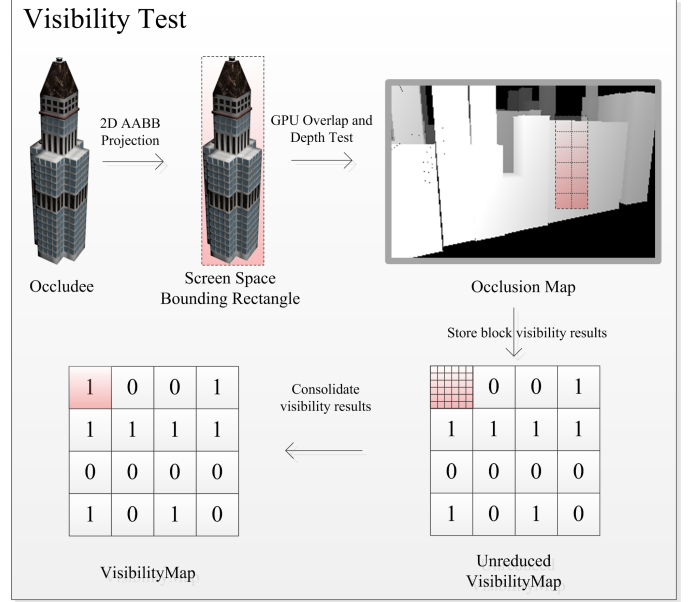 Visibility Test
2D AABB
Projection
GPU Overlap and
Depth Test
Occludee
Screen Space
Bounding Rectangle
Occlusion Map
Store block visibility results
1 0 0 1
1 1 1 1
0 0 0 0
1 0 1 0
VisibilityMap
Consolidate
visibility results
0 0 1
1 1 1 1
0 0 0 0
1 0 1 0
Unreduced
VisibilityMap